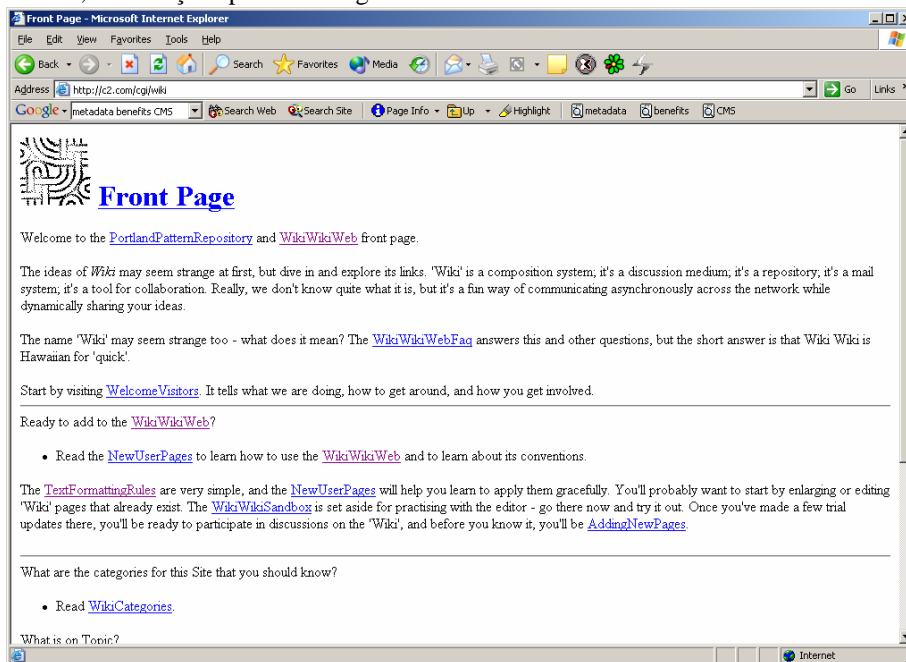 Front Page - Microsoft Internet Explorer
File Edit View Favorites Tools Help
Back Search Favorites Media
Address http://c2.com/cgi/wiki Go Links
Google metadata benefits CMS Search Web Search Site Page Info Up Highlight metadata benefits CMS
Front Page
Welcome to the PortlandPatternRepository and WikiWikiWeb front page.
The ideas of Wiki may seem strange at first, but dive in and explore its links. 'Wiki' is a composition system; it's a discussion medium; it's a repository; it's a mail
system; it's a tool for collaboration. Really, we don't know quite what it is, but it's a fun way of communicating asynchronously across the network while
dynamically sharing your ideas.
The name 'Wiki' may seem strange too - what does it mean? The WikiWikiWebFaq answers this and other questions, but the short answer is that Wiki Wiki is
Hawaiian for 'quick'.
Start by visiting WelcomeVisitors. It tells what we are doing, how to get around, and how you get involved.
Ready to add to the WikiWikiWeb?
• Read the NewUserPages to learn how to use the WikiWikiWeb and to learn about its conventions.
The TextFormattingRules are very simple, and the NewUserPages will help you learn to apply them gracefully. You'll probably want to start by enlarging or editing
'Wiki' pages that already exist. The WikiWikiSandbox is set aside for practising with the editor - go there now and try it out. Once you've made a few trial
updates there, you'll be ready to participate in discussions on the 'Wiki', and before you know it, you'll be AddingNewPages.
What are the categories for this Site that you should know?
• Read WikiCategories.
What is on Topic?
Internet